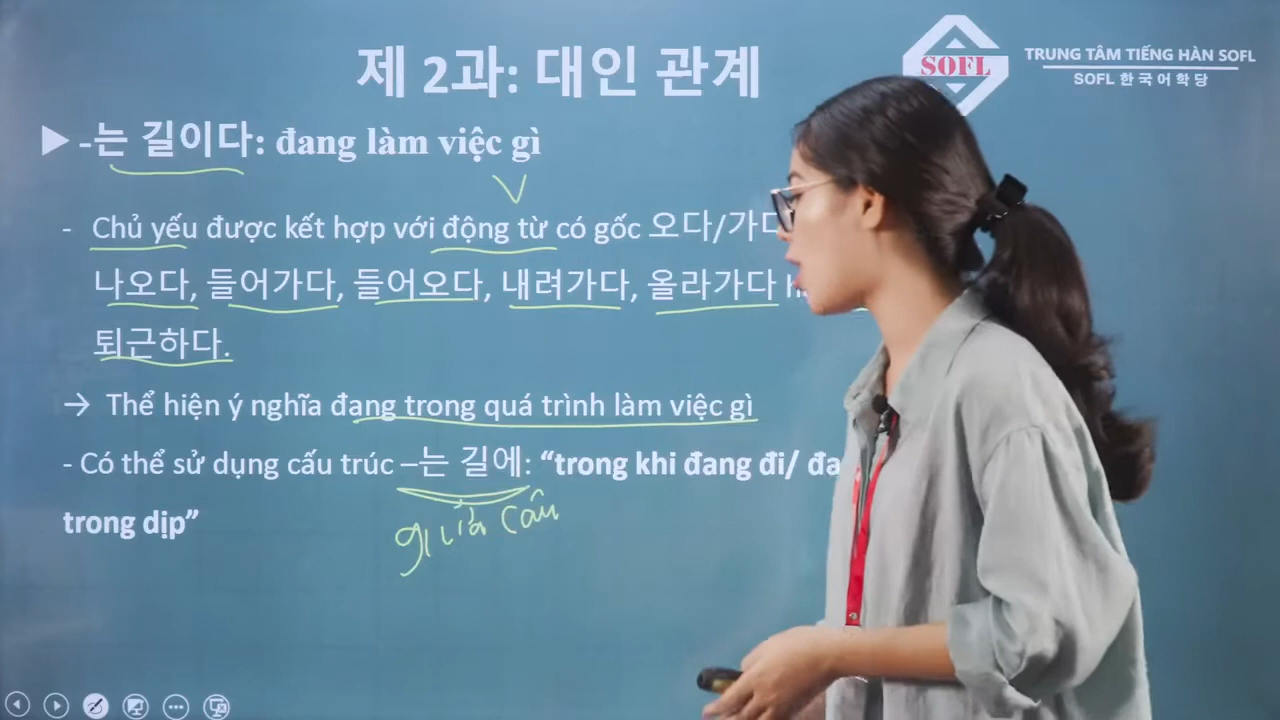 제 2과: 대인 관계
SOFL
TRUNG TÂM TIẾNG HÀN SOFL
SOFL 한국어학당
▶ -는 길이다: đang làm việc gì
- Chủ yếu được kết hợp với động từ có gốc 오다/가다
나오다, 들어가다, 들어오다, 내려가다, 올라가다
퇴근하다.
→ Thể hiện ý nghĩa đang trong quá trình làm việc gì
- Có thể sử dụng cấu trúc –는 길에: “trong khi đang đi/
trong dịp”
giữa câu